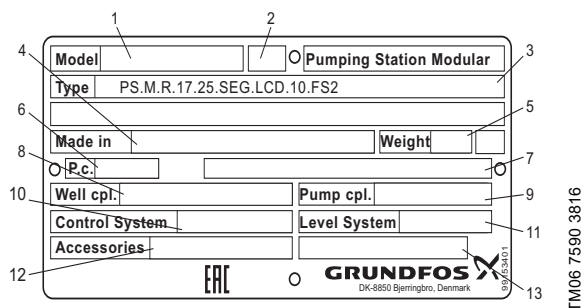 1 2
4 3
Model Pumping Station Modular
Type PS.M.R.17.25.SEG.LCD.10.FS2
6 5
Made in Weight
8 7
P.c.
Well cpl. Pump cpl.
10 9
Control System Level System
11
Accessories
12 13
EAC GRUNDFOS X
DK-8850 Bjerringbro, Denmark
TM06 7590 3816